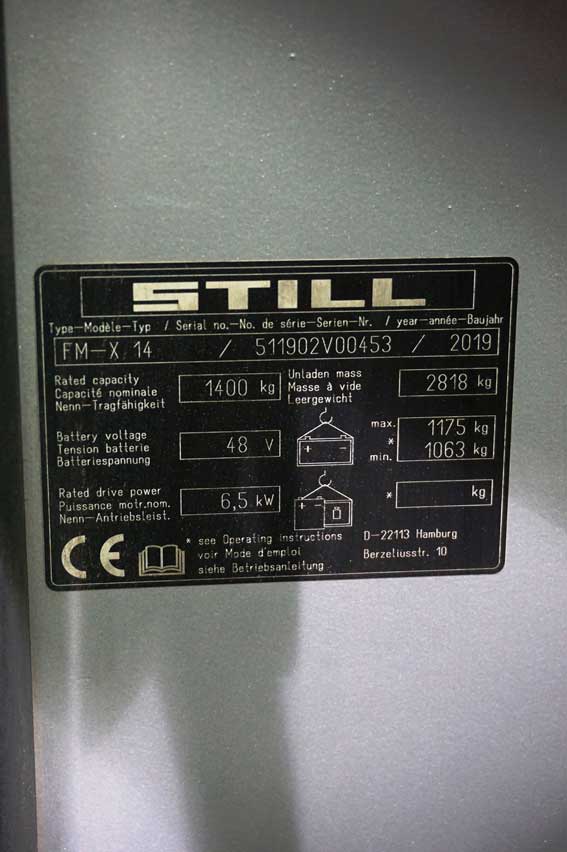 STILL
Type–Modèle–Typ / Serial no.–No. de série–Serien–Nr. / year–année–Baujahr
FM–X 14 / 511902V00453 / 2019
Rated capacity
Capacité nominale
Nenn–Tragfähigkeit
1400 kg
Unladen mass
Masse à vide
Leergewicht
2818 kg
Battery voltage
Tension batterie
Batteriespannung
48 V
+ −
max. 1175 kg
*
min. 1063 kg
Rated drive power
Puissance motr.nom.
Nenn–Antriebsleist.
6,5 kW
+ −
* kg
CE
* see Operating Instructions
voir Mode d'emploi
siehe Betriebsanleitung
D–22113 Hamburg
Berzeliusstr. 10